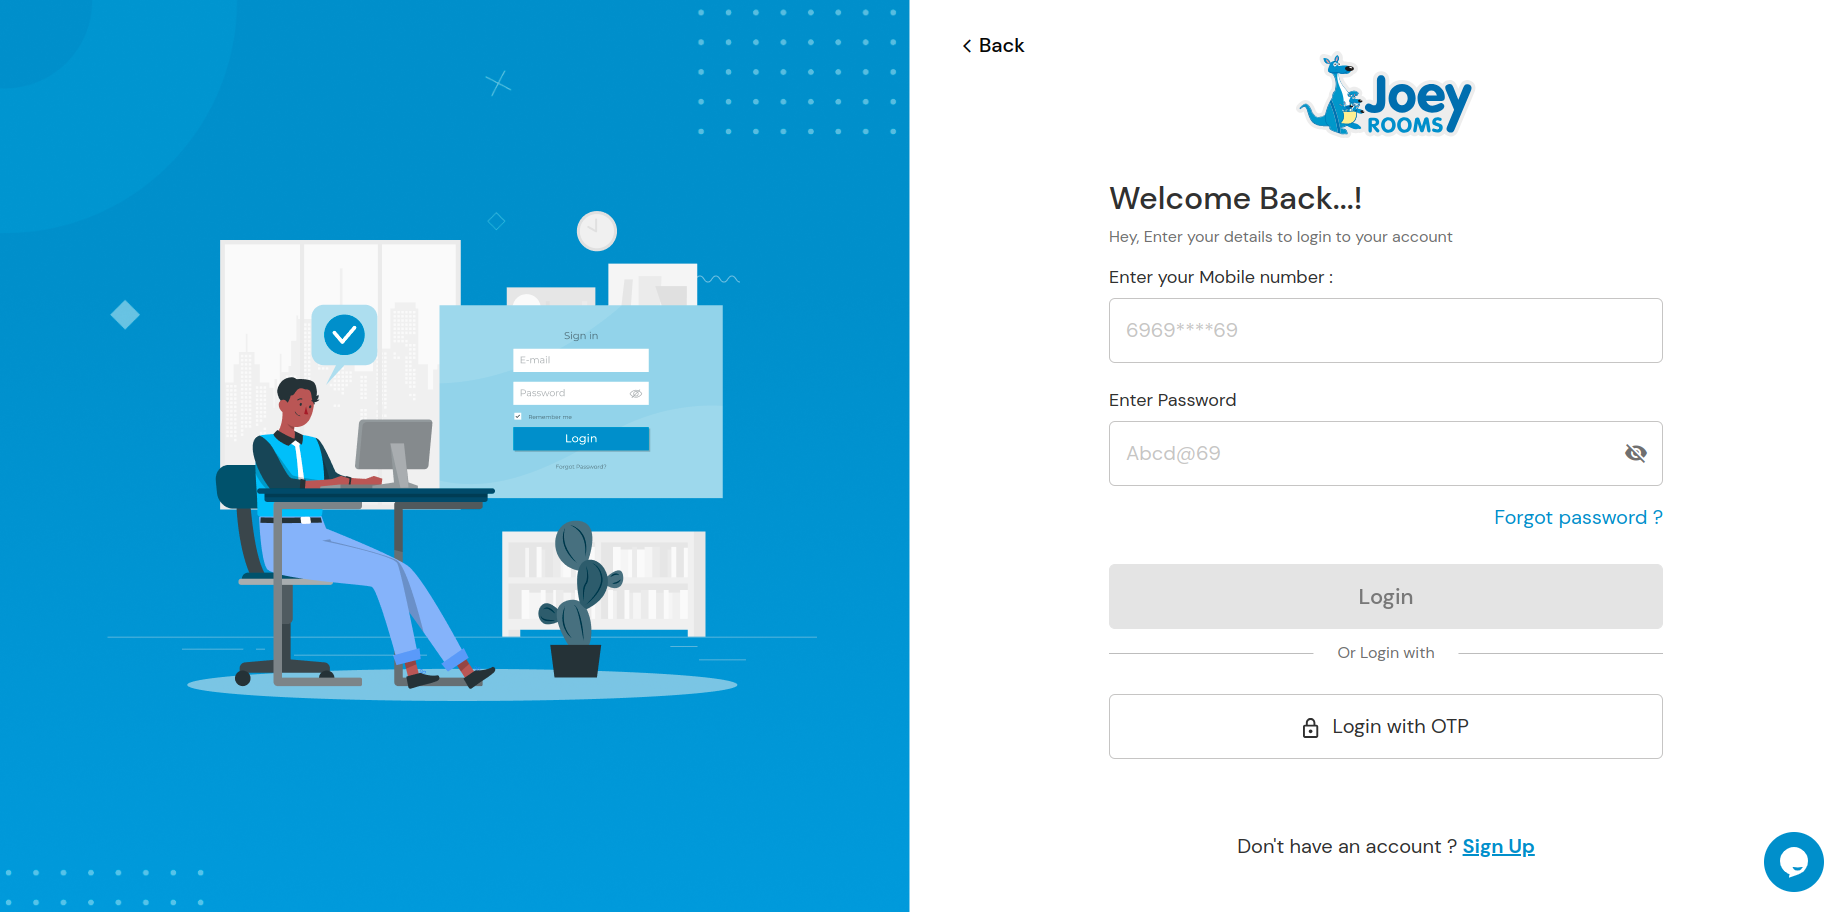 Back
Joey
ROOMS
Welcome Back...!
Hey, Enter your details to login to your account
Enter your Mobile number :
6969****69
Enter Password
Abcd@69
Forgot password ?
Login
Or Login with
Login with OTP
Don't have an account ? Sign Up
Sign in
E-mail
Password
Remember me
Login
Forgot Password?